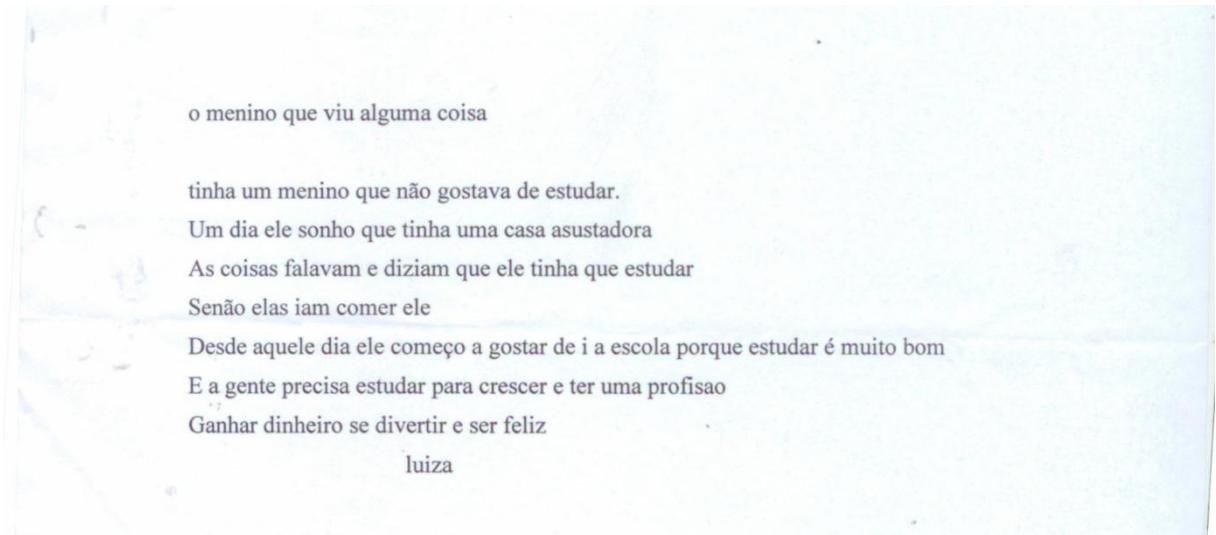 o menino que viu alguma coisa
tinha um menino que não gostava de estudar.
Um dia ele sonho que tinha uma casa asustadora
As coisas falavam e diziam que ele tinha que estudar
Senão elas iam comer ele
Desde aquele dia ele começo a gostar de i a escola porque estudar é muito bom
E a gente precisa estudar para crescer e ter uma profisao
Ganhar dinheiro se divertir e ser feliz
luiza